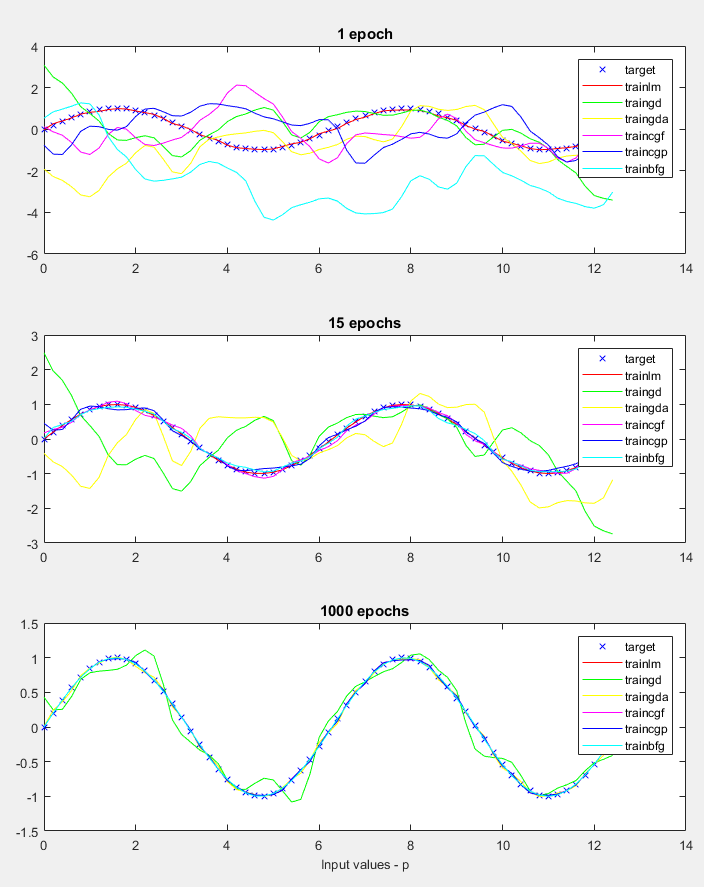 1 epoch
4
2
0
-2
-4
-6
0 2 4 6 8 10 12 14
target
trainlm
traingd
traingda
traincgf
traincgp
trainbfg
15 epochs
3
2
1
0
-1
-2
-3
0 2 4 6 8 10 12 14
target
trainlm
traingd
traingda
traincgf
traincgp
trainbfg
1000 epochs
1.5
1
0.5
0
-0.5
-1
-1.5
0 2 4 6 8 10 12 14
target
trainlm
traingd
traingda
traincgf
traincgp
trainbfg
Input values - p